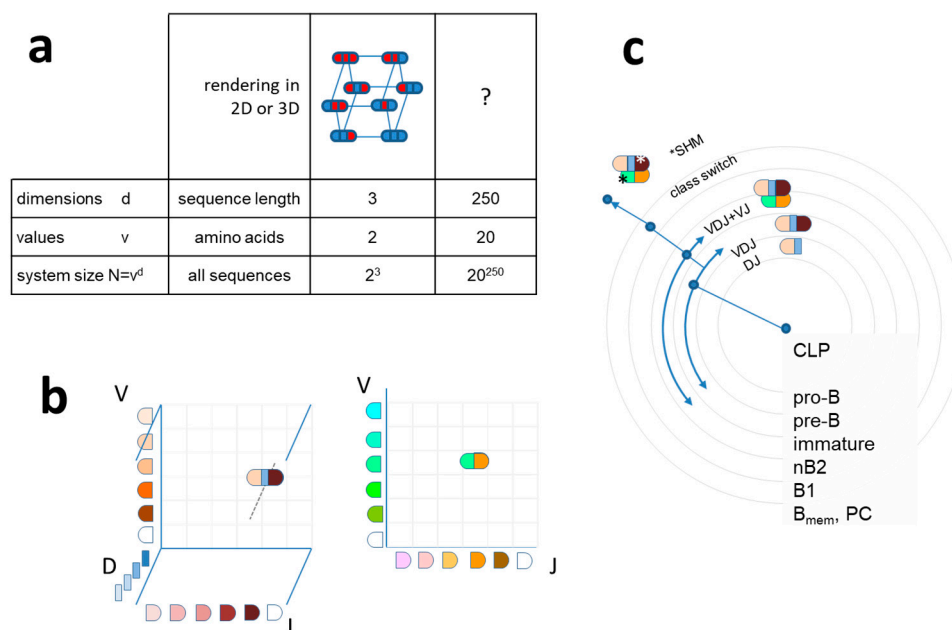 a
rendering in
2D or 3D
?
dimensions d
sequence length
3
250
values v
amino acids
2
20
system size N=v^d
all sequences
2^3
20^250
b
V
D
J
V
J
c
*SHM
*
*
class switch
VDJ+VJ
VDJ
DJ
CLP
pro-B
pre-B
immature
nB2
B1
B_mem, PC